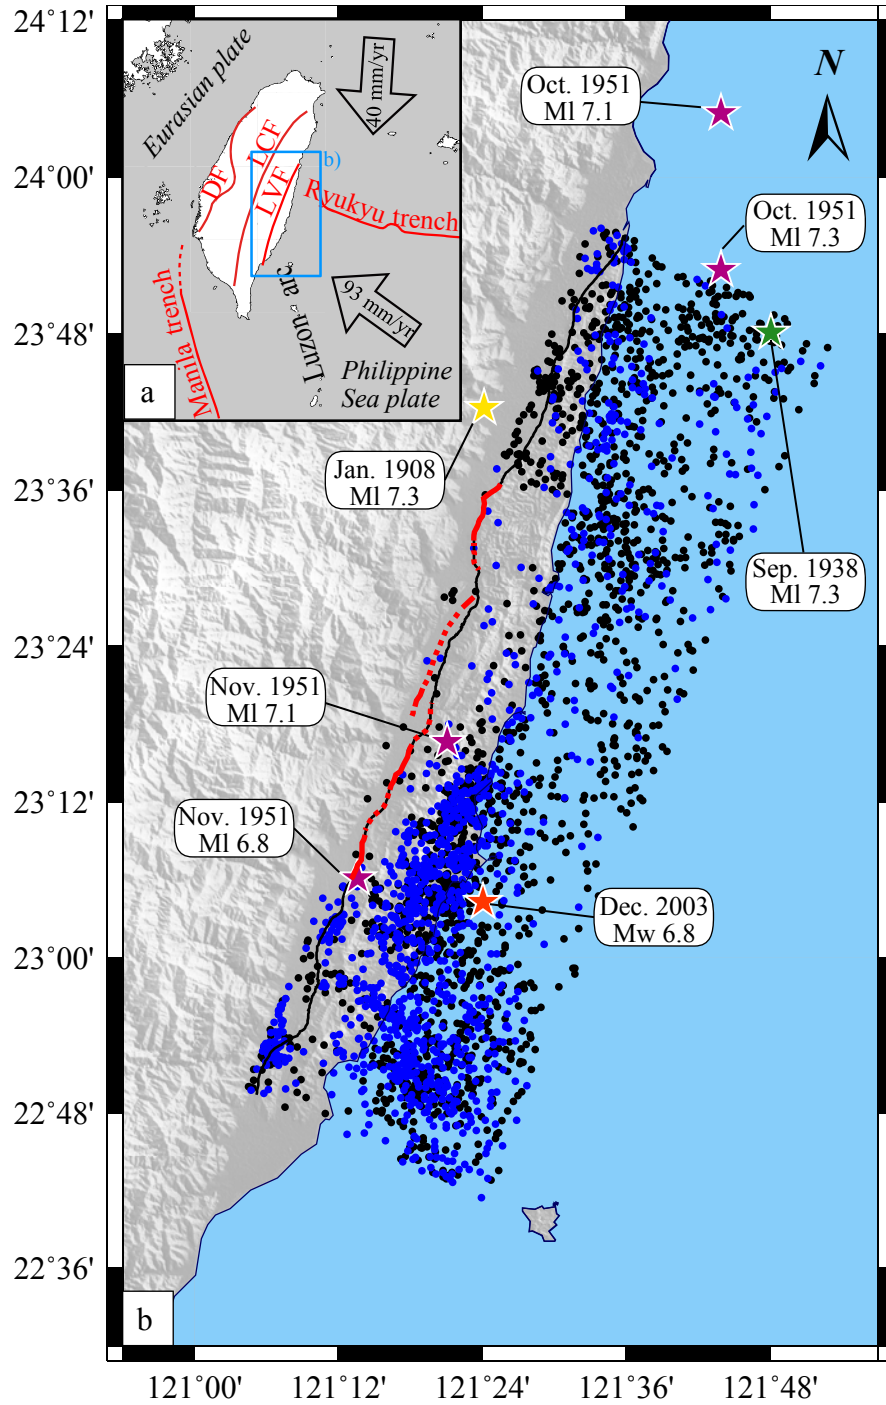 24°12'
24°00'
23°48'
23°36'
23°24'
23°12'
23°00'
22°48'
22°36'
121°00'
121°12'
121°24'
121°36'
121°48'
Eurasian plate
40 mm/yr
DF
LCF
LVF
b)
Ryukyu trench
Manila trench
Luzon arc
93 mm/yr
Philippine
Sea plate
a
N
Oct. 1951
Ml 7.1
Oct. 1951
Ml 7.3
Jan. 1908
Ml 7.3
Sep. 1938
Ml 7.3
Nov. 1951
Ml 7.1
Nov. 1951
Ml 6.8
Dec. 2003
Mw 6.8
b